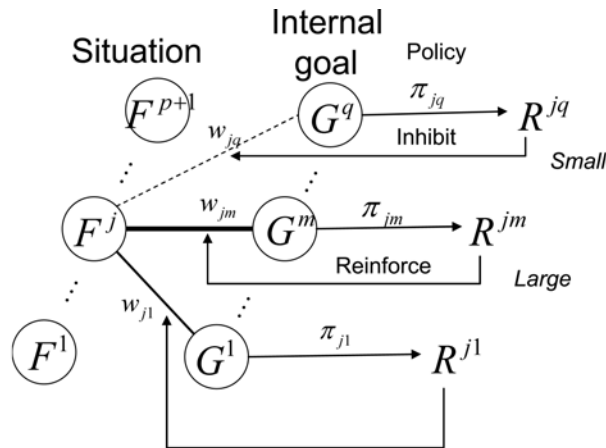 Situation
Internal
goal
Policy
F^{p+1}
G^q
π_{jq}
R^{jq}
w_{jq}
Inhibit
Small
⋮
⋮
F^j
w_{jm}
G^m
π_{jm}
R^{jm}
Reinforce
Large
⋮
⋮
w_{j1}
F^1
G^1
π_{j1}
R^{j1}